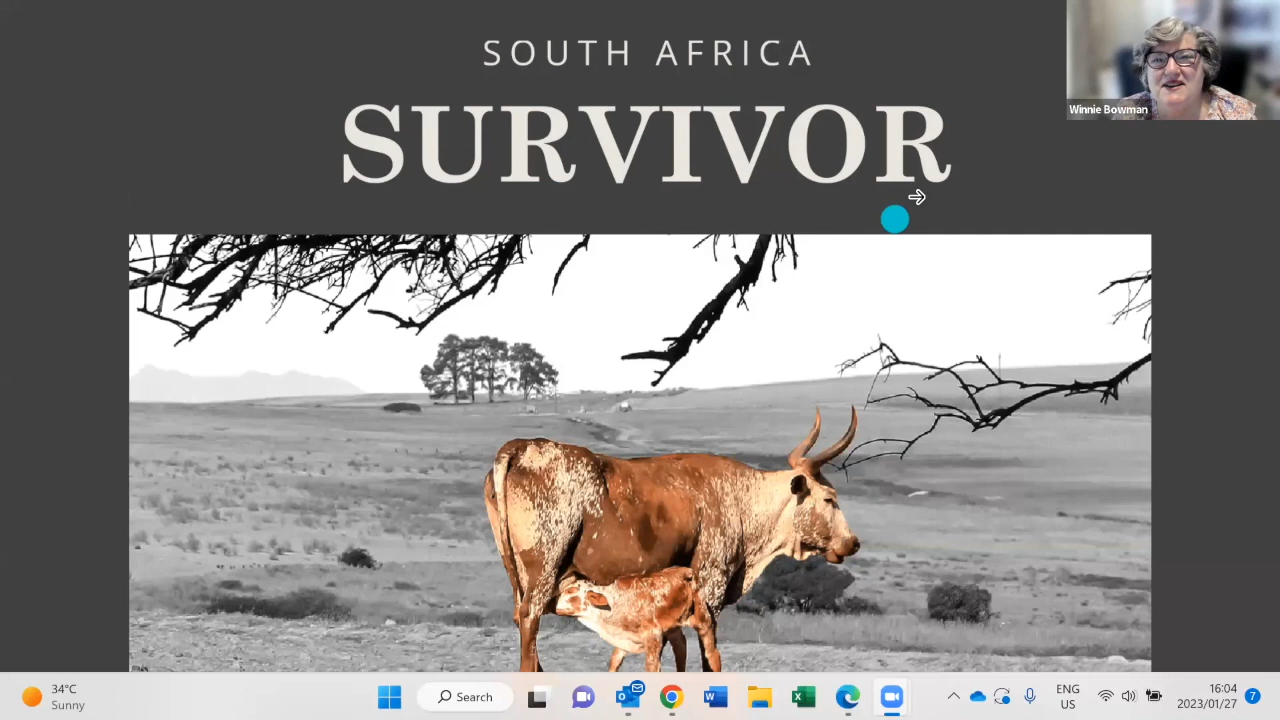 SOUTH AFRICA
SURVIVOR
Winnie Bowman
34°C
Sunny
Search
ENG
US
16:04
2023/01/27
7